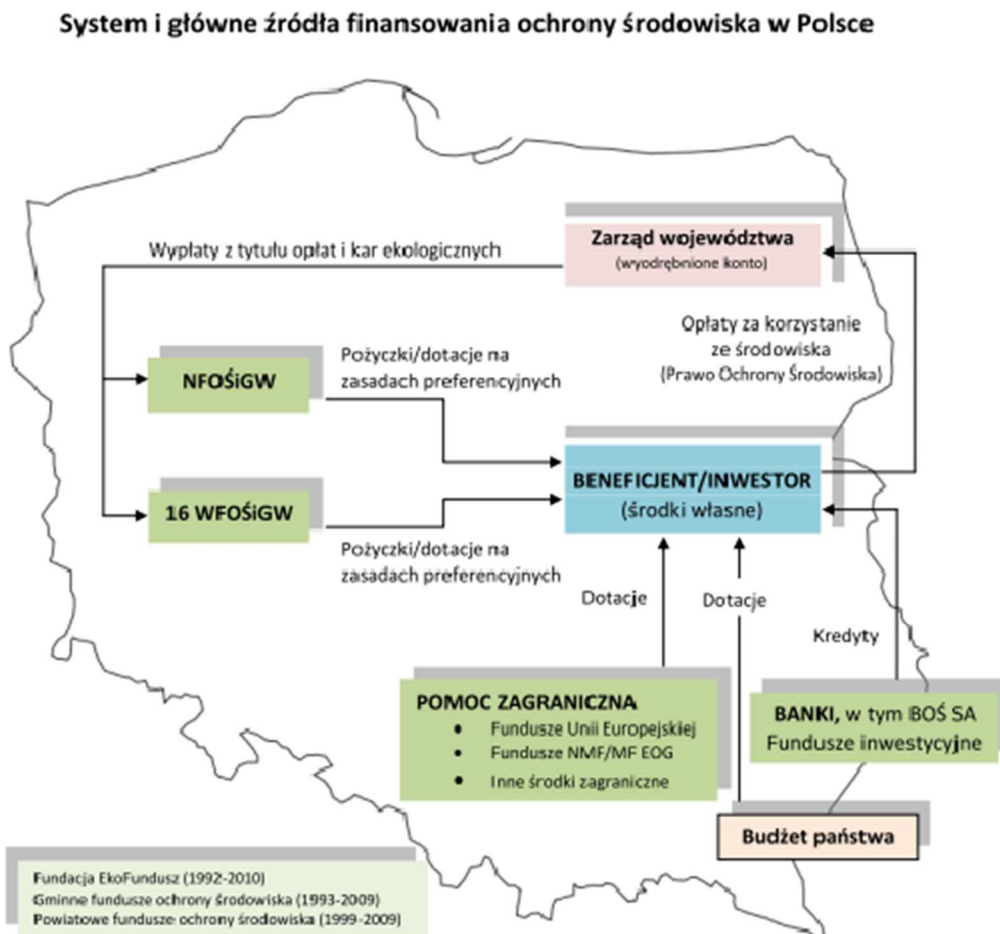 System i główne źródła finansowania ochrony środowiska w Polsce
Zarząd województwa
(wyodrębnione konto)
Wypłaty z tytułu opłat i kar ekologicznych
Opłaty za korzystanie
ze środowiska
(Prawo Ochrony Środowiska)
Pożyczki/dotacje na
zasadach preferencyjnych
NFOŚiGW
BENEFICJENT/INWESTOR
(środki własne)
16 WFOŚiGW
Pożyczki/dotacje na
zasadach preferencyjnych
Dotacje
Dotacje
Kredyty
POMOC ZAGRANICZNA
• Fundusze Unii Europejskiej
• Fundusze NMF/MF EOG
• Inne środki zagraniczne
BANKI, w tym BOŚ SA
Fundusze inwestycyjne
Budżet państwa
Fundacja EkoFundusz (1992-2010)
Gminne fundusze ochrony środowiska (1993-2009)
Powiatowe fundusze ochrony środowiska (1999-2009)